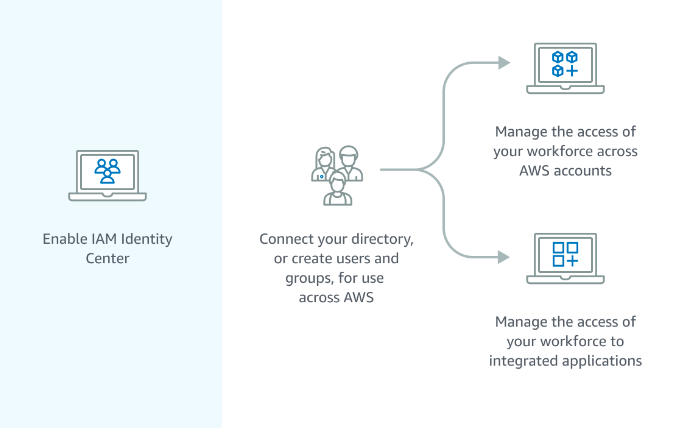 Enable IAM Identity
Center
Connect your directory,
or create users and
groups, for use
across AWS
Manage the access of
your workforce across
AWS accounts
Manage the access of
your workforce to
integrated applications